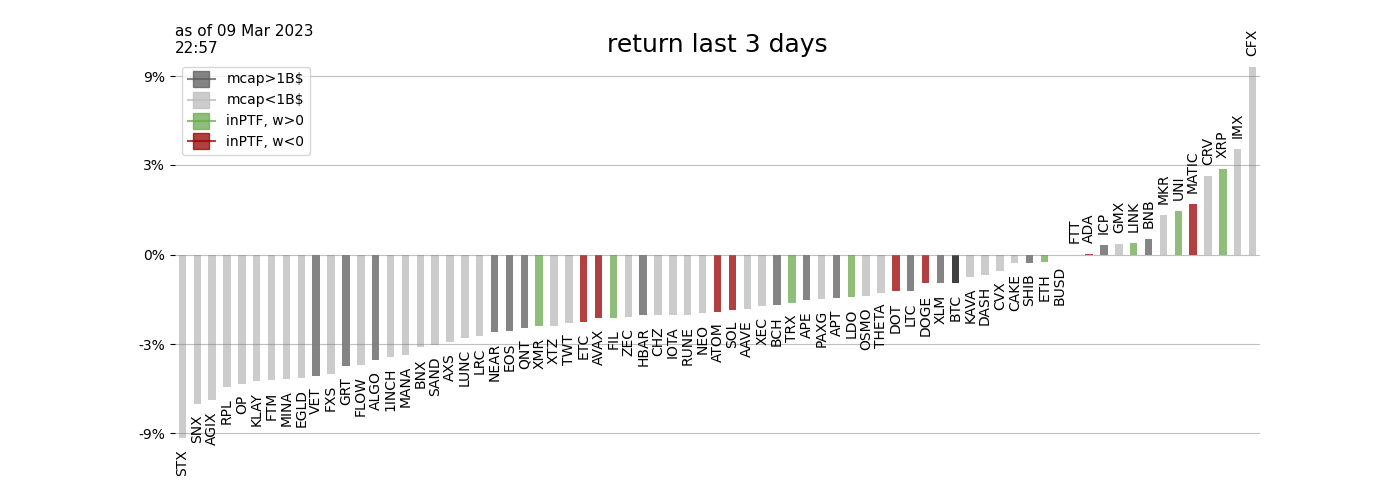 as of 09 Mar 2023
22:57
return last 3 days
mcap>1B$
mcap<1B$
inPTF, w>0
inPTF, w<0
9%
3%
0%
-3%
-9%
STX
SNX
AGIX
RPL
OP
KLAY
FTM
MINA
EGLD
VET
FXS
GRT
FLOW
ALGO
1INCH
MANA
BNX
SAND
AXS
LUNC
LRC
NEAR
EOS
QNT
XMR
XTZ
TWT
ETC
AVAX
FIL
ZEC
HBAR
CHZ
IOTA
RUNE
NEO
ATOM
SOL
AAVE
XEC
BCH
TRX
APE
PAXG
APT
LDO
OSMO
THETA
DOT
LTC
DOGE
XLM
BTC
KAVA
DASH
CVX
CAKE
SHIB
ETH
BUSD
FTT
ADA
ICP
GMX
LINK
BNB
MKR
UNI
MATIC
CRV
XRP
IMX
CFX